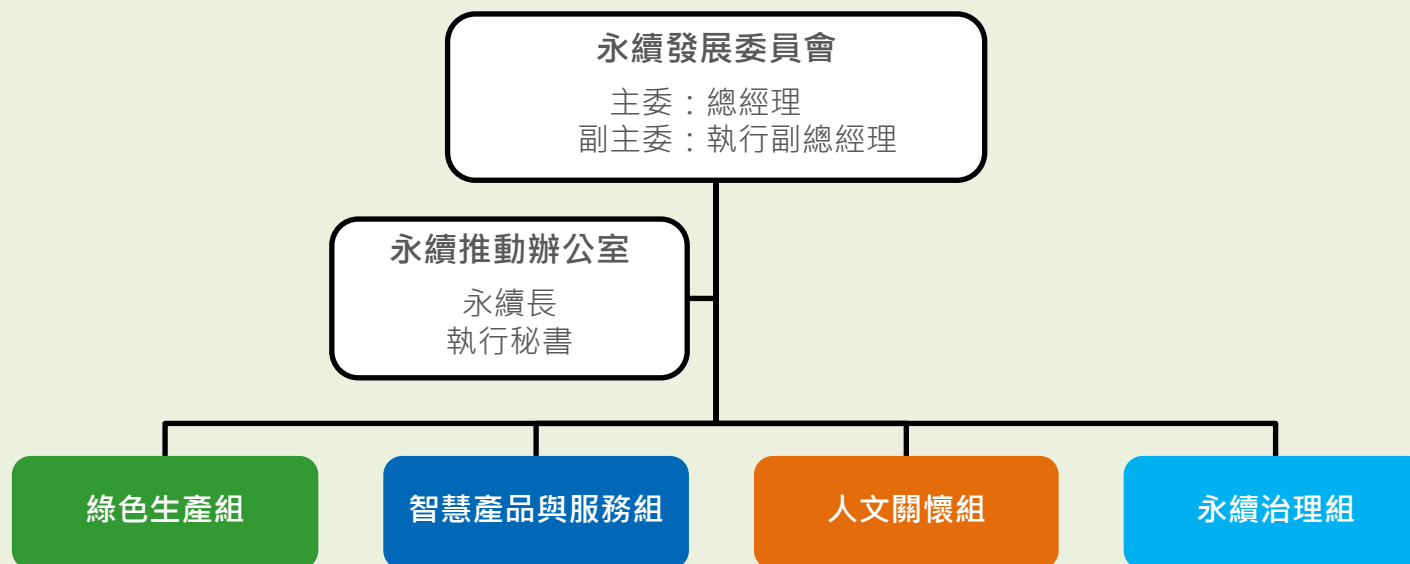 永續發展委員會
主委：總經理
副主委：執行副總經理
永續推動辦公室
永續長
執行秘書
綠色生產組
智慧產品與服務組
人文關懷組
永續治理組